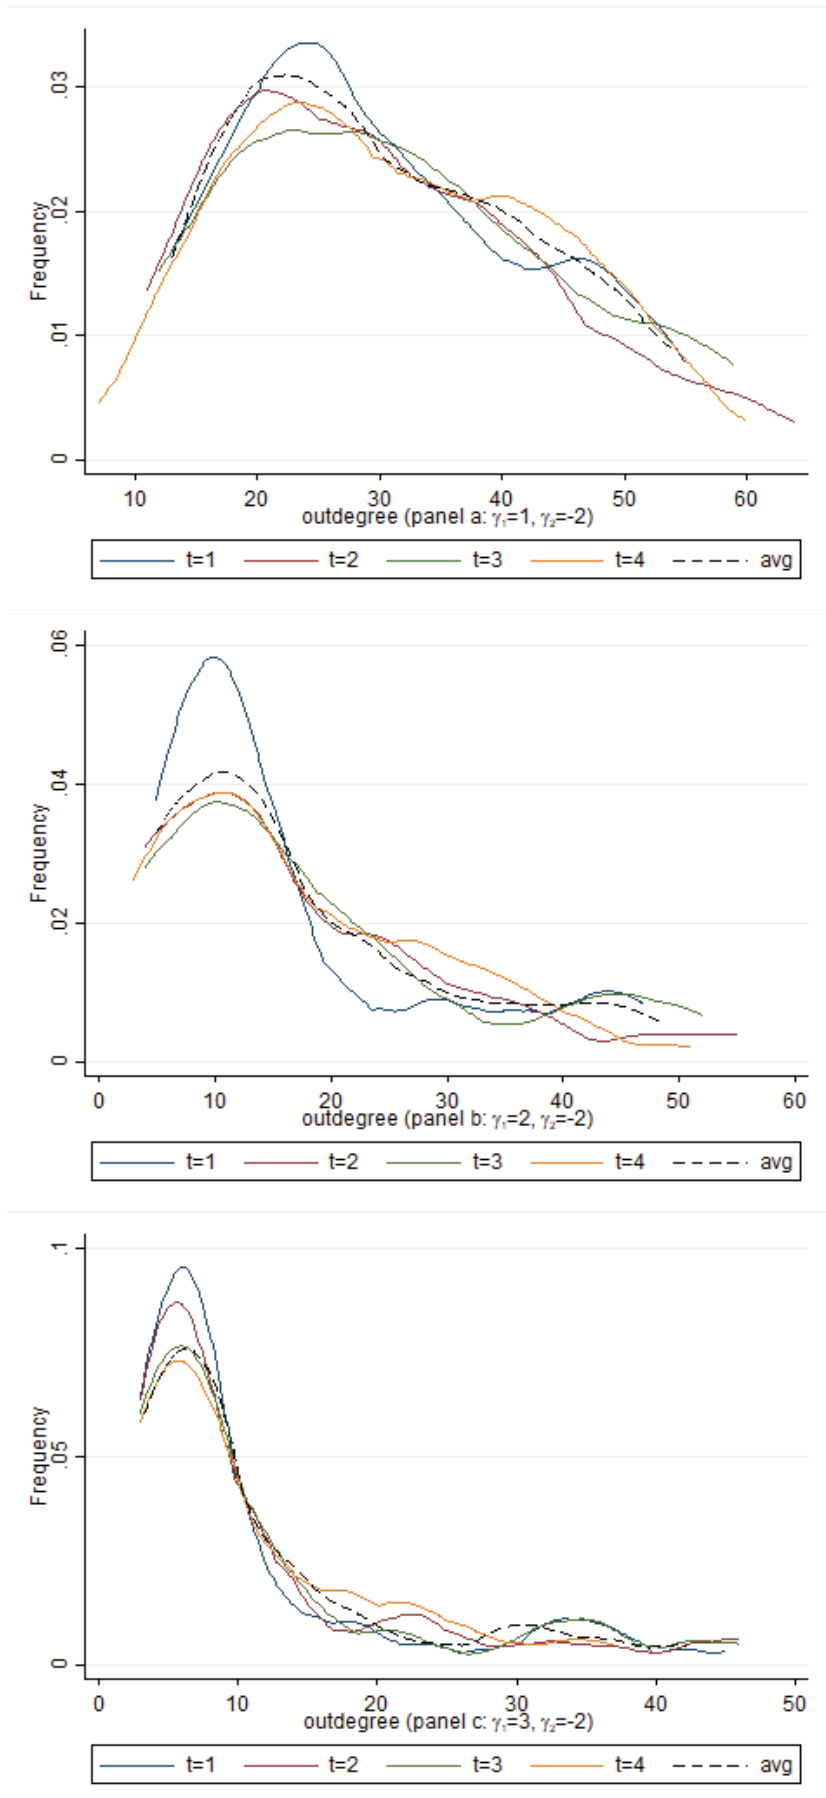 .03
.02
.01
0
Frequency
10 20 30 40 50 60
outdegree (panel a: γ₁=1, γ₂=-2)
t=1 t=2 t=3 t=4 avg
.06
.04
.02
0
Frequency
0 10 20 30 40 50 60
outdegree (panel b: γ₁=2, γ₂=-2)
t=1 t=2 t=3 t=4 avg
.1
.05
0
Frequency
0 10 20 30 40 50
outdegree (panel c: γ₁=3, γ₂=-2)
t=1 t=2 t=3 t=4 avg